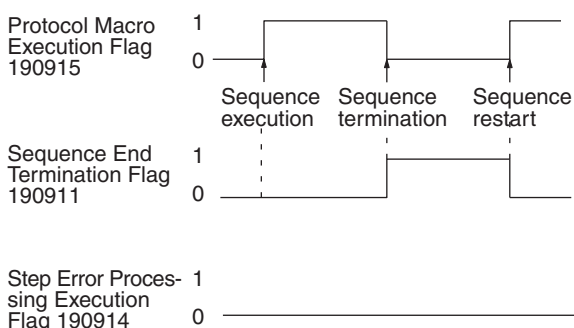 Protocol Macro
Execution Flag
190915
1
0
Sequence execution
Sequence termination
Sequence restart
Sequence End
Termination Flag
190911
1
0
Step Error Proces-
sing Execution
Flag 190914
1
0